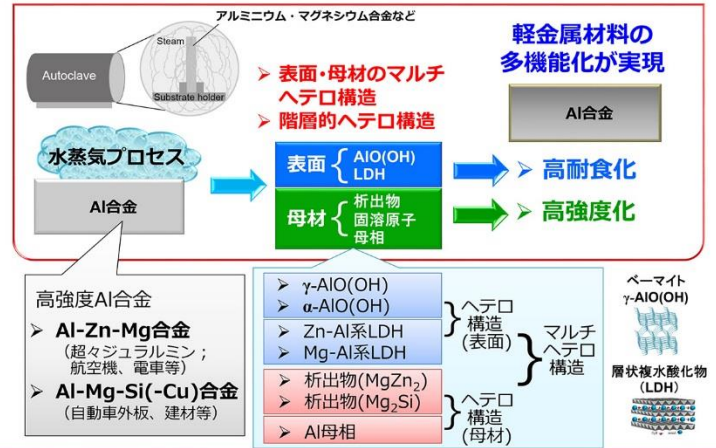 アルミニウム・マグネシウム合金など
Steam
Autoclave
Substrate holder
➢ 表面・母材のマルチ
ヘテロ構造
➢ 階層的ヘテロ構造
軽金属材料の
多機能化が実現
Al合金
水蒸気プロセス
Al合金
表面
AlO(OH)
LDH
母材
析出物
固溶原子
母相
➢ 高耐食化
➢ 高強度化
高強度Al合金
➢ Al-Zn-Mg合金
(超々ジュラルミン;
航空機、電車等)
➢ Al-Mg-Si(-Cu)合金
(自動車外板、建材等)
➢ γ-AlO(OH)
➢ α-AlO(OH)
➢ Zn-Al系LDH
➢ Mg-Al系LDH
➢ 析出物(MgZn₂)
➢ 析出物(Mg₂Si)
➢ Al母相
ヘテロ
構造
(表面)
ヘテロ
構造
(母材)
マルチ
ヘテロ
構造
ベーマイト
γ-AlO(OH)
層状複水酸化物
(LDH)